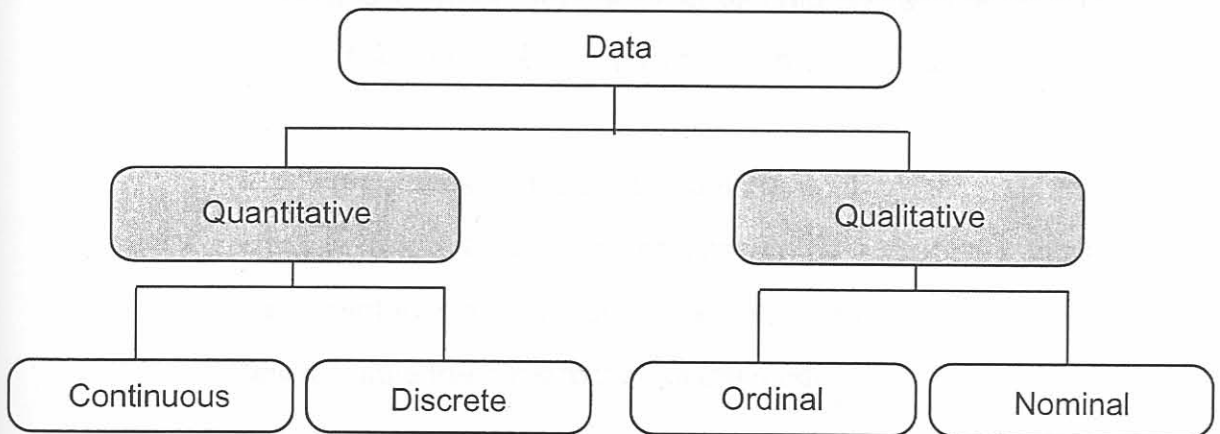 Data
Quantitative
Qualitative
Continuous
Discrete
Ordinal
Nominal